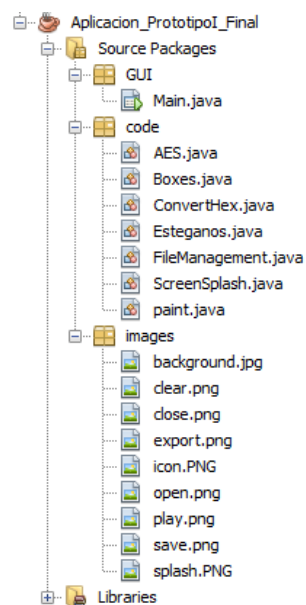 Aplicacion_PrototipoI_Final
Source Packages
GUI
Main.java
code
AES.java
Boxes.java
ConvertHex.java
Esteganos.java
FileManagement.java
ScreenSplash.java
paint.java
images
background.jpg
clear.png
close.png
export.png
icon.PNG
open.png
play.png
save.png
splash.PNG
Libraries